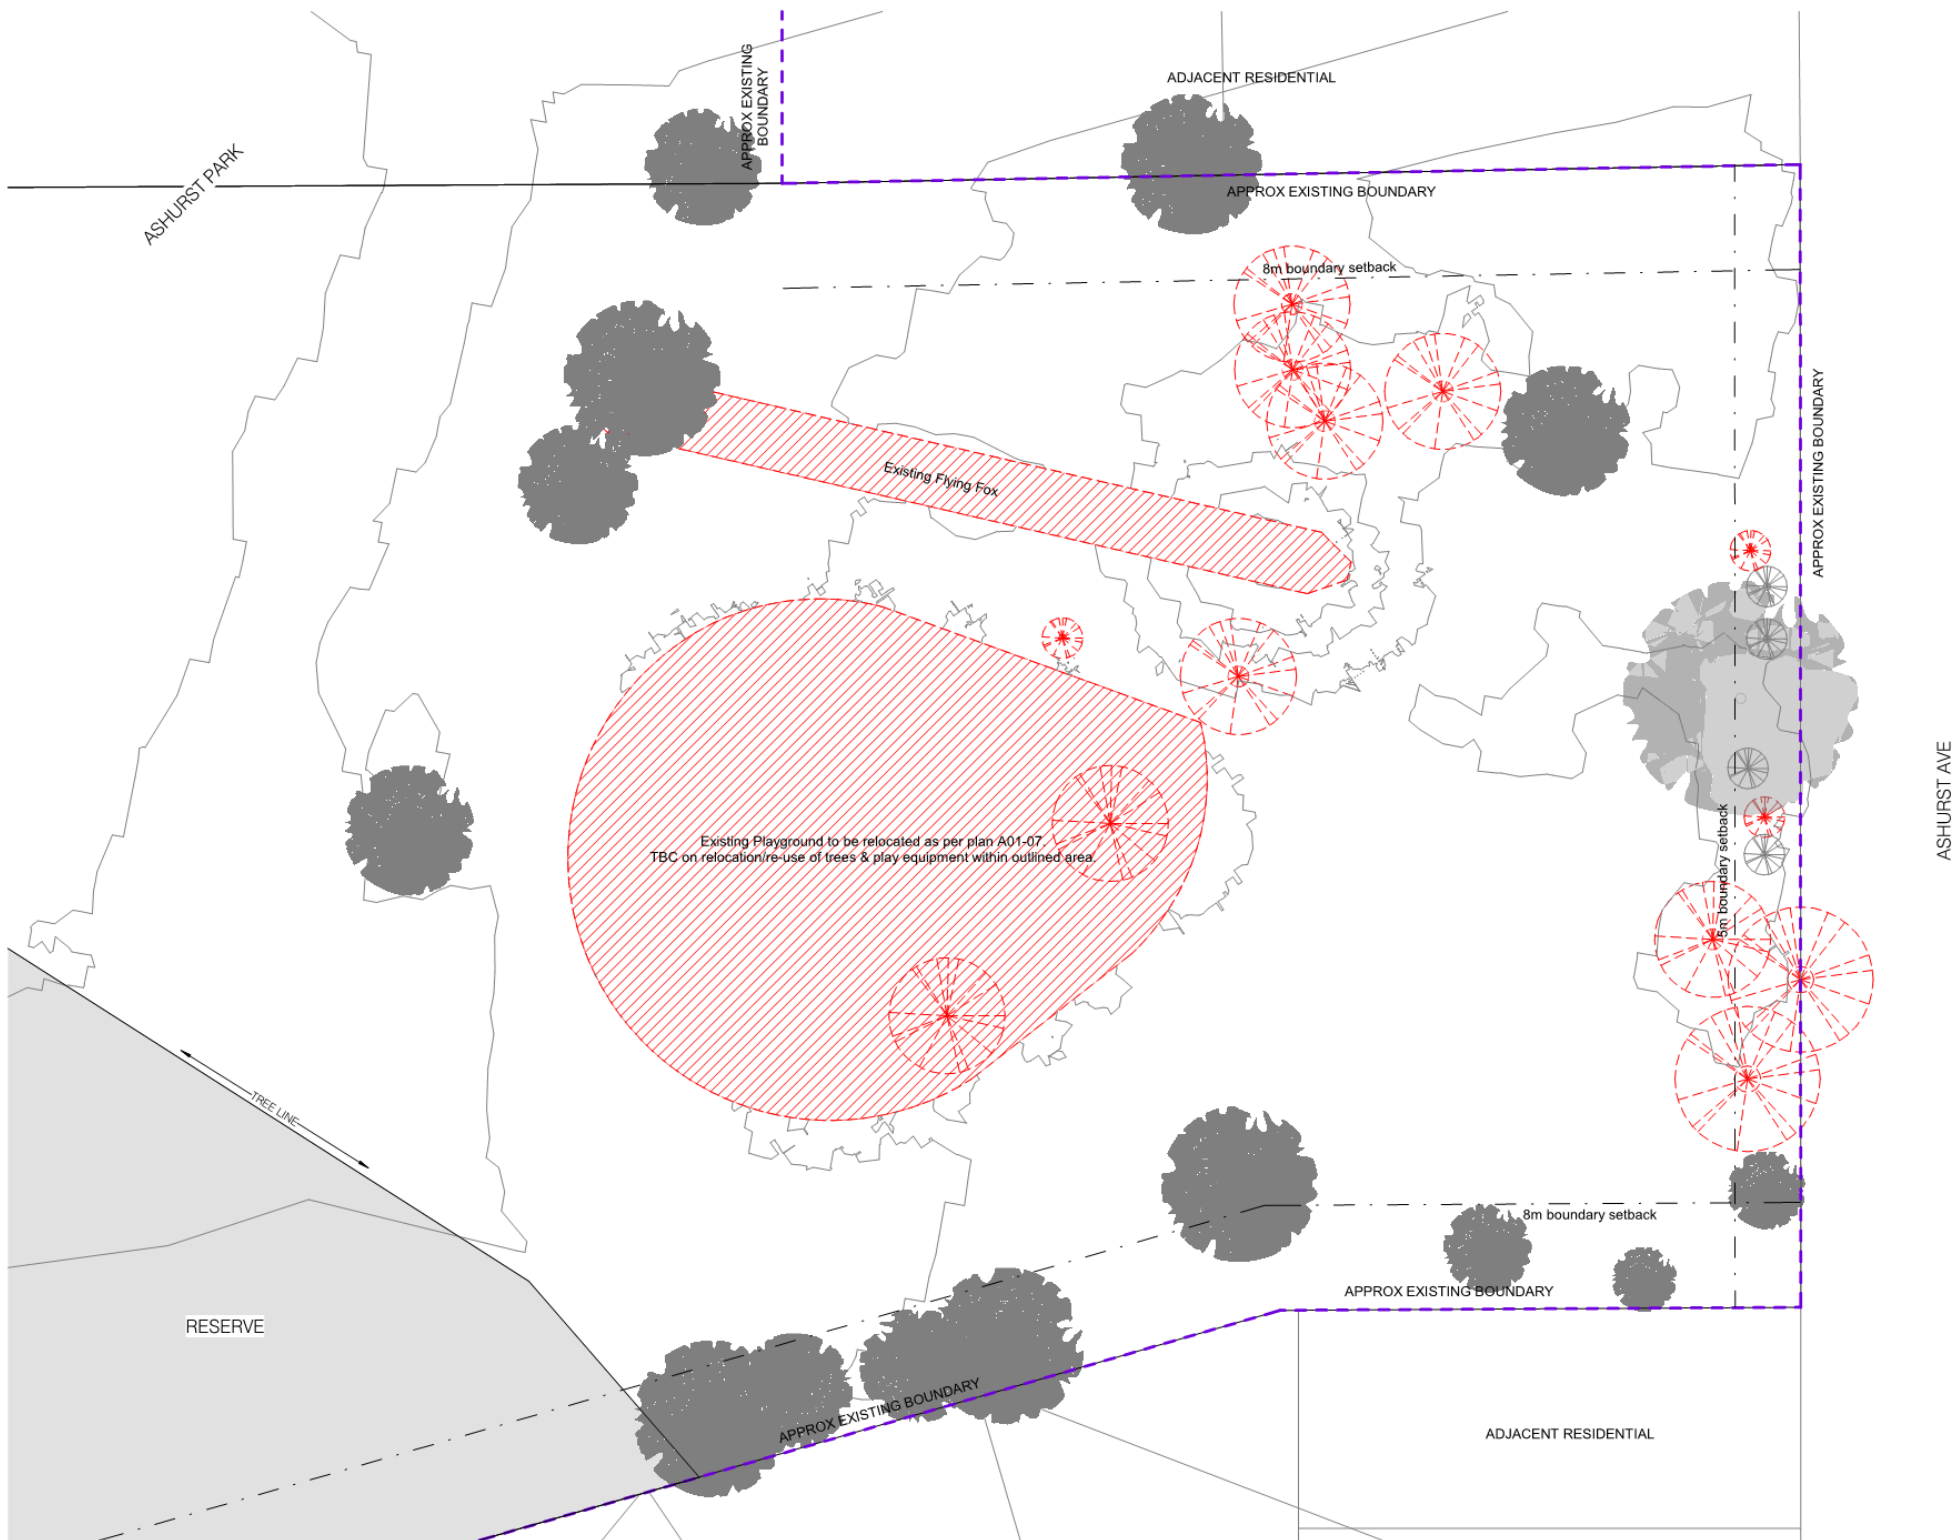 APPROX EXISTING
BOUNDARY
ADJACENT RESIDENTIAL
ASHURST PARK
APPROX EXISTING BOUNDARY
8m boundary setback
APPROX EXISTING BOUNDARY
Existing Flying Fox
ASHURST AVE
Existing Playground to be relocated as per plan A01-07.
TBC on relocation/re-use of trees & play equipment within outlined area.
5m boundary setback
TREE LINE
8m boundary setback
APPROX EXISTING BOUNDARY
RESERVE
APPROX EXISTING BOUNDARY
ADJACENT RESIDENTIAL